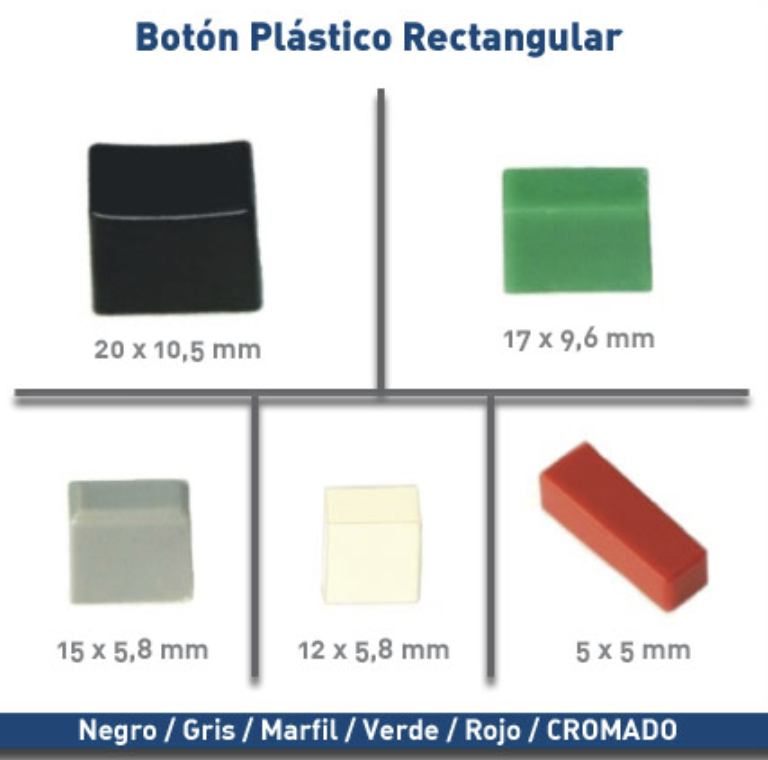 Botón Plástico Rectangular
20 x 10,5 mm
17 x 9,6 mm
15 x 5,8 mm
12 x 5,8 mm
5 x 5 mm
Negro / Gris / Marfil / Verde / Rojo / CROMADO